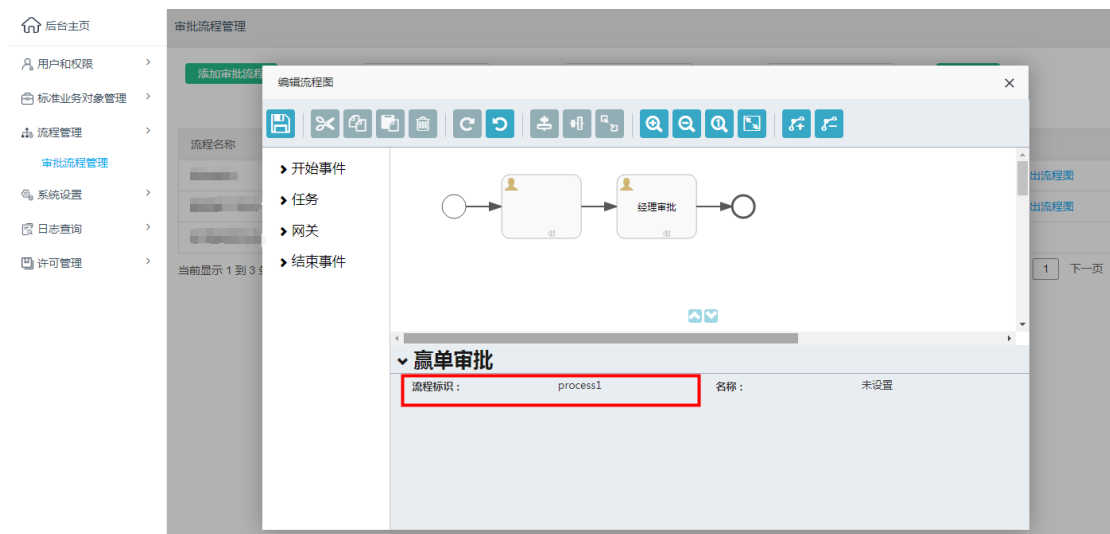 后台主页
审批流程管理
用户和权限
标准业务对象管理
流程管理
审批流程管理
系统设置
日志查询
许可管理
添加审批流程
流程名称
出流程图
出流程图
当前显示 1 到 3
1 下一页
编辑流程图
开始事件
任务
网关
结束事件
经理审批
赢单审批
流程标识： process1 名称： 未设置